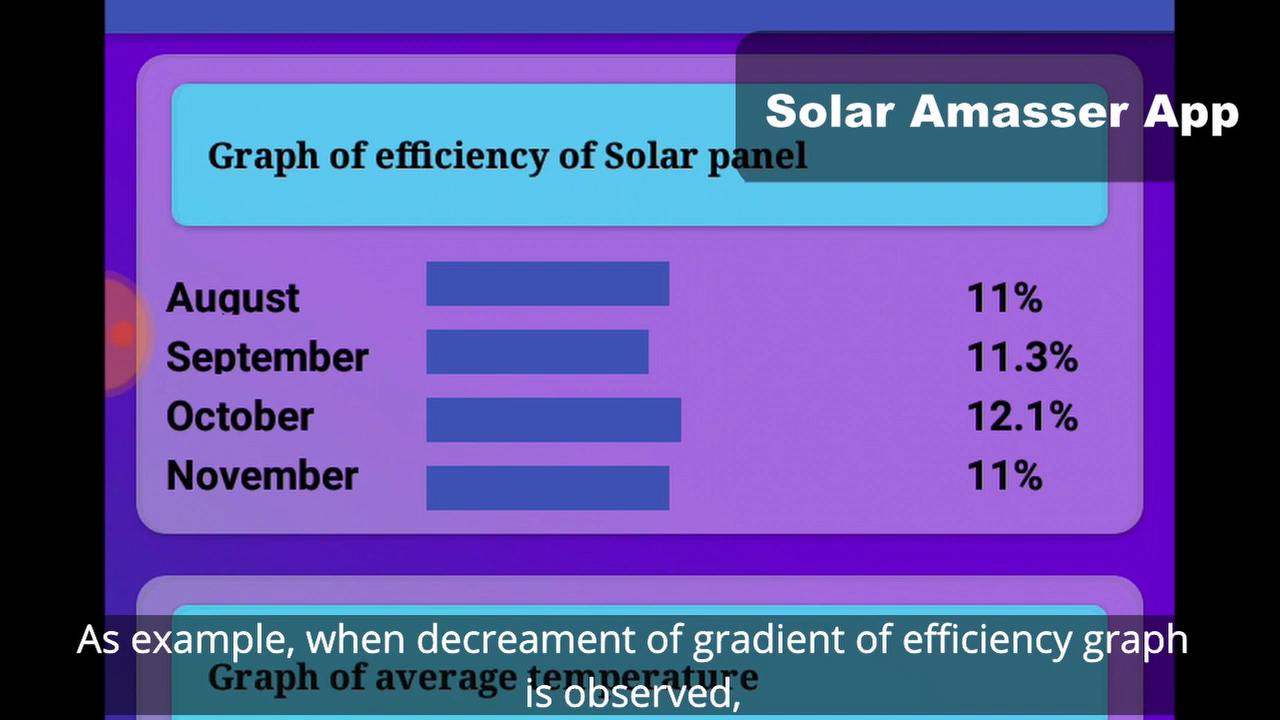 Solar Amasser App
Graph of efficiency of Solar panel
August 11%
September 11.3%
October 12.1%
November 11%
Graph of average temperature
As example, when decreament of gradient of efficiency graph
is observed,